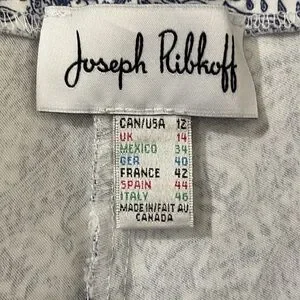 Joseph Ribkoff
CAN/USA 12
UK 14
MEXICO 34
GER 40
FRANCE 42
SPAIN 44
ITALY 46
MADE IN/FAIT AU
CANADA